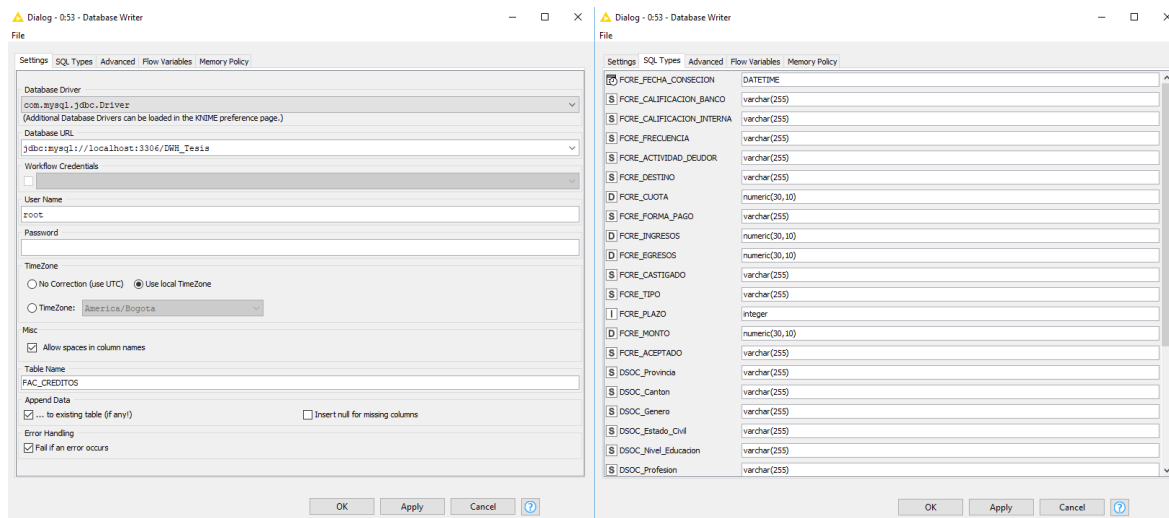 Dialog - 0:53 - Database Writer
File
Settings SQL Types Advanced Flow Variables Memory Policy
Database Driver
com.mysql.jdbc.Driver
(Additional Database Drivers can be loaded in the KNIME preference page.)
Database URL
jdbc:mysql://localhost:3306/DWH_Tesis
Workflow Credentials
User Name
root
Password
TimeZone
No Correction (use UTC) Use local TimeZone
TimeZone: America/Bogota
Misc
Allow spaces in column names
Table Name
FAC_CREDITOS
Append Data
... to existing table (if any!) Insert null for missing columns
Error Handling
Fail if an error occurs
OK Apply Cancel ?
Dialog - 0:53 - Database Writer
File
Settings SQL Types Advanced Flow Variables Memory Policy
FCRE_FECHA_CONSECION DATETIME
S FCRE_CALIFICACION_BANCO varchar(255)
S FCRE_CALIFICACION_INTERNA varchar(255)
S FCRE_FRECUENCIA varchar(255)
S FCRE_ACTIVIDAD_DEUDOR varchar(255)
S FCRE_DESTINO varchar(255)
D FCRE_CUOTA numeric(30,10)
S FCRE_FORMA_PAGO varchar(255)
D FCRE_INGRESOS numeric(30,10)
D FCRE_EGRESOS numeric(30,10)
S FCRE_CASTIGADO varchar(255)
S FCRE_TIPO varchar(255)
I FCRE_PLAZO integer
D FCRE_MONTO numeric(30,10)
S FCRE_ACEPTADO varchar(255)
S DSOC_Provincia varchar(255)
S DSOC_Canton varchar(255)
S DSOC_Genero varchar(255)
S DSOC_Estado_Civil varchar(255)
S DSOC_Nivel_Educacion varchar(255)
S DSOC_Profesion varchar(255)
OK Apply Cancel ?